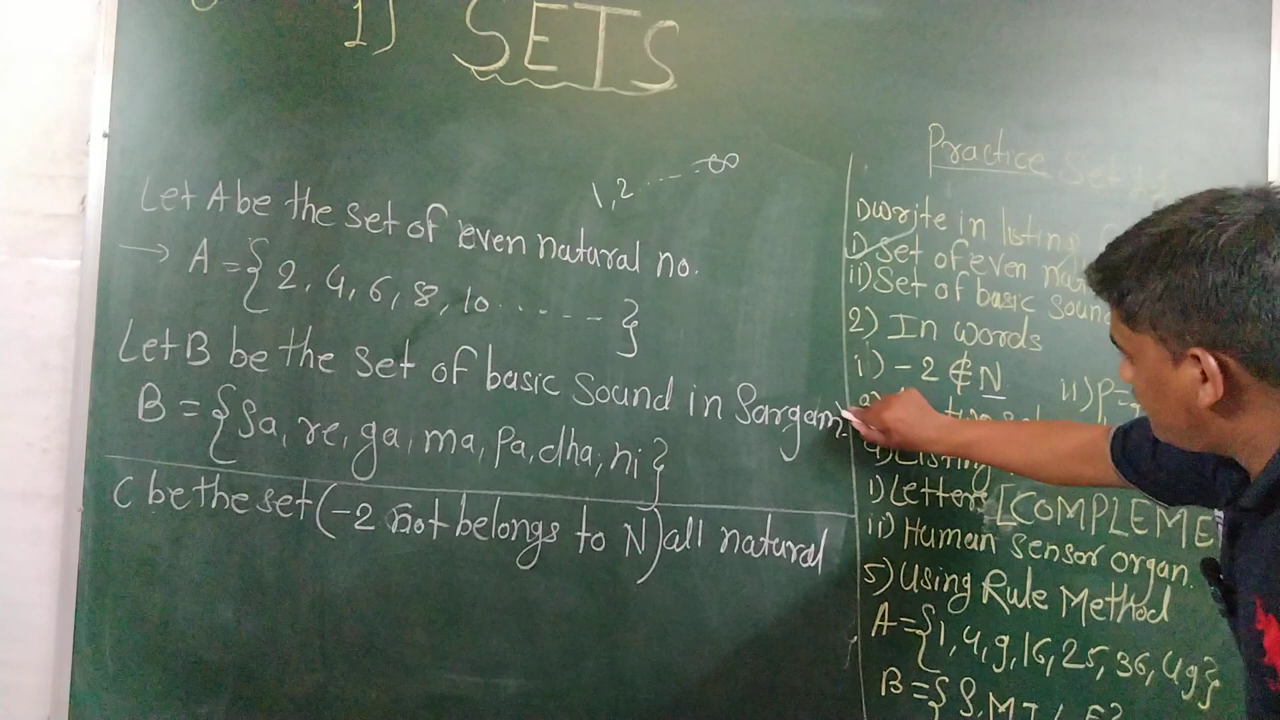 1) SETS
1, 2 ------ ∞
Let A be the set of even natural no.
→ A = {2, 4, 6, 8, 10 ------ }
Let B be the set of basic Sound in Sargam.
B = {Sa, re, ga, ma, Pa, dha, ni}
C be the set (-2 not belongs to N) all natural
Practice Set
1) write in listing
i) Set of even
ii) Set of basic sound
2) In words
i) -2 ∉ N
ii) P =
4) Listing
i) Letters [COMPLEME
ii) Human Sensor organ.
5) Using Rule Method
A = {1, 4, 9, 16, 25, 36, 49}
B = {